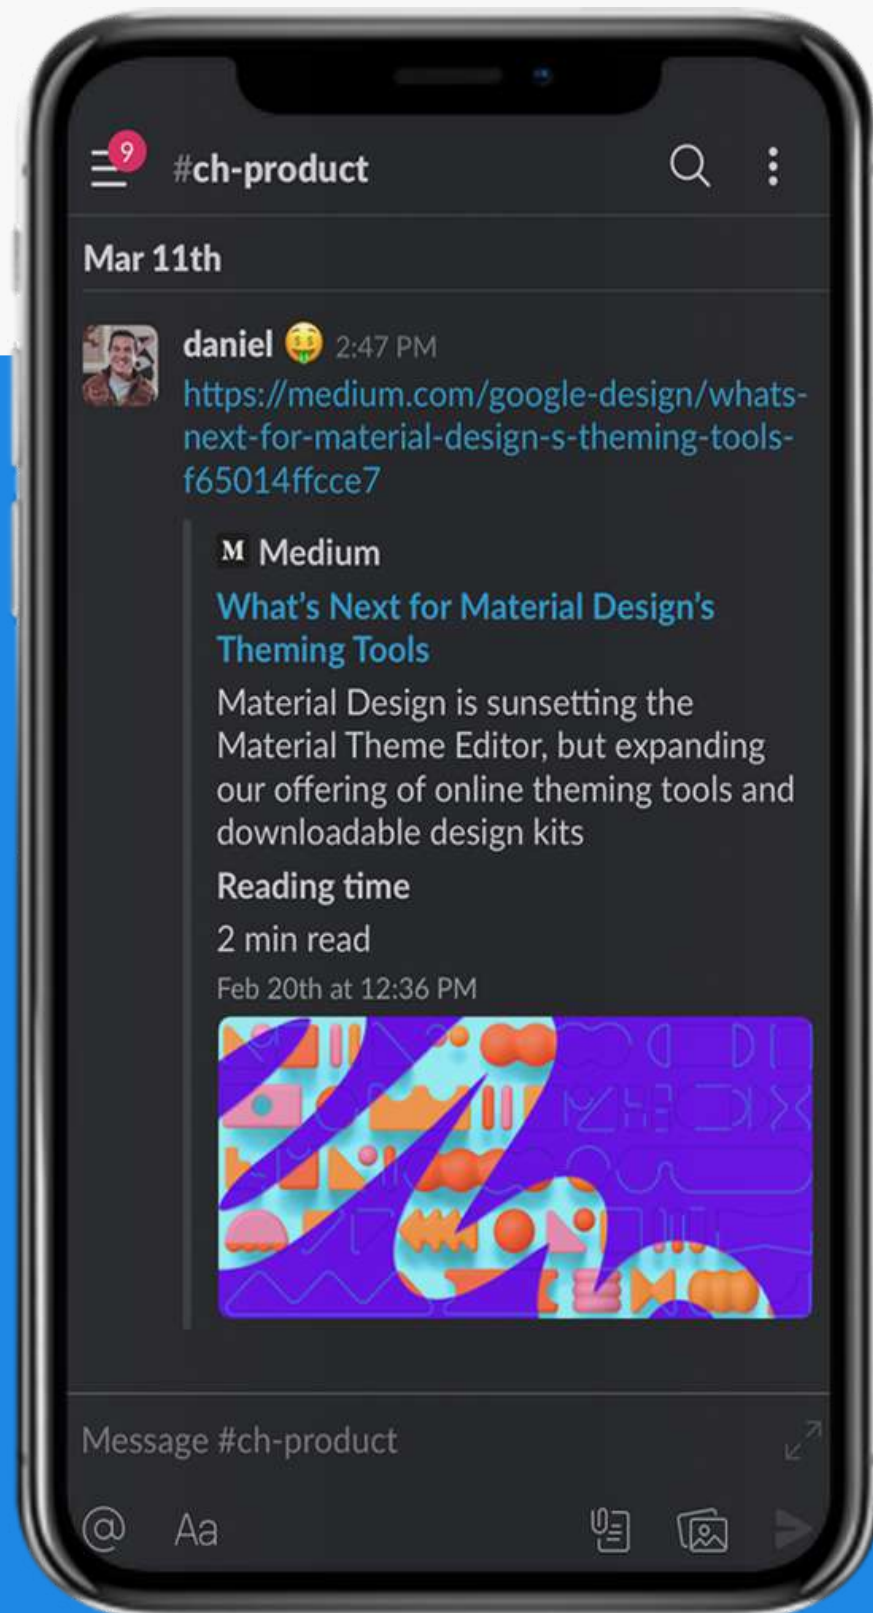 9
#ch-product
Mar 11th
daniel 🤑 2:47 PM
https://medium.com/google-design/whats-
next-for-material-design-s-theming-tools-
f65014ffcce7
M Medium
What's Next for Material Design's
Theming Tools
Material Design is sunsetting the
Material Theme Editor, but expanding
our offering of online theming tools and
downloadable design kits
Reading time
2 min read
Feb 20th at 12:36 PM
Message #ch-product
@ Aa